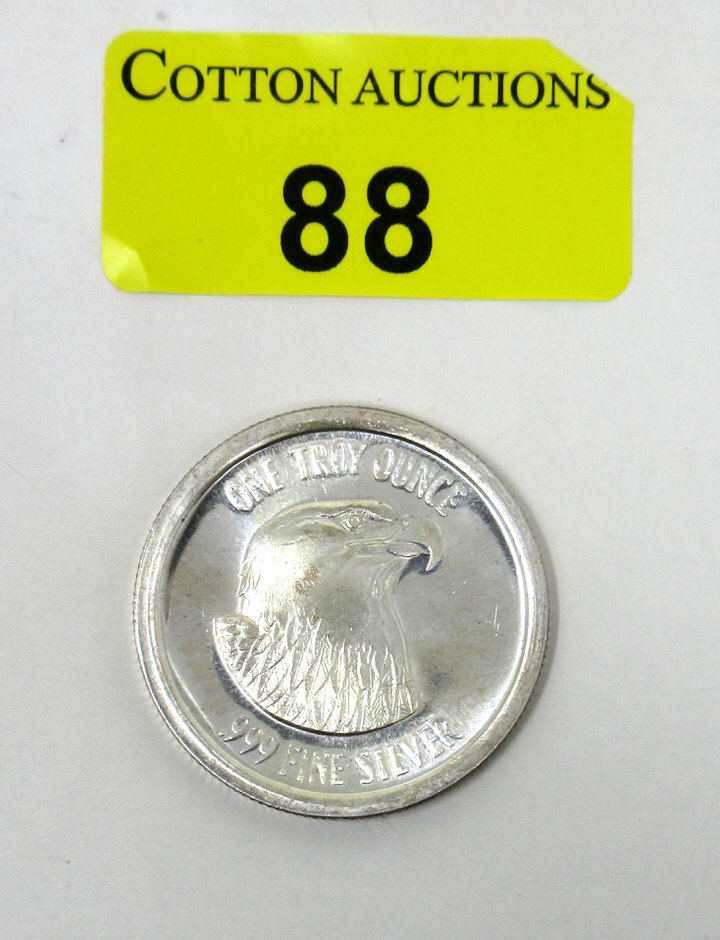 COTTON AUCTIONS
88
ONE TROY OUNCE
.999 FINE SILVER